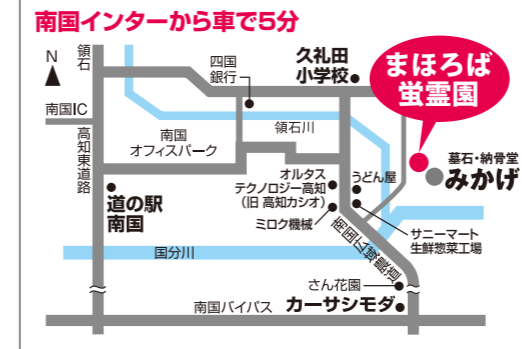 南国インターから車で5分
N
領石
四国
銀行
久礼田
小学校
まほろば
蛍霊園
南国IC
高知東道路
南国
オフィスパーク
領石川
墓石・納骨堂
みかげ
道の駅
南国
オルタス
テクノロジー高知
(旧 高知カシオ)
ミロク機械
うどん屋
サニーマート
生鮮惣菜工場
国分川
南国広域農道
さん花園
南国バイパス
カーサシモダ